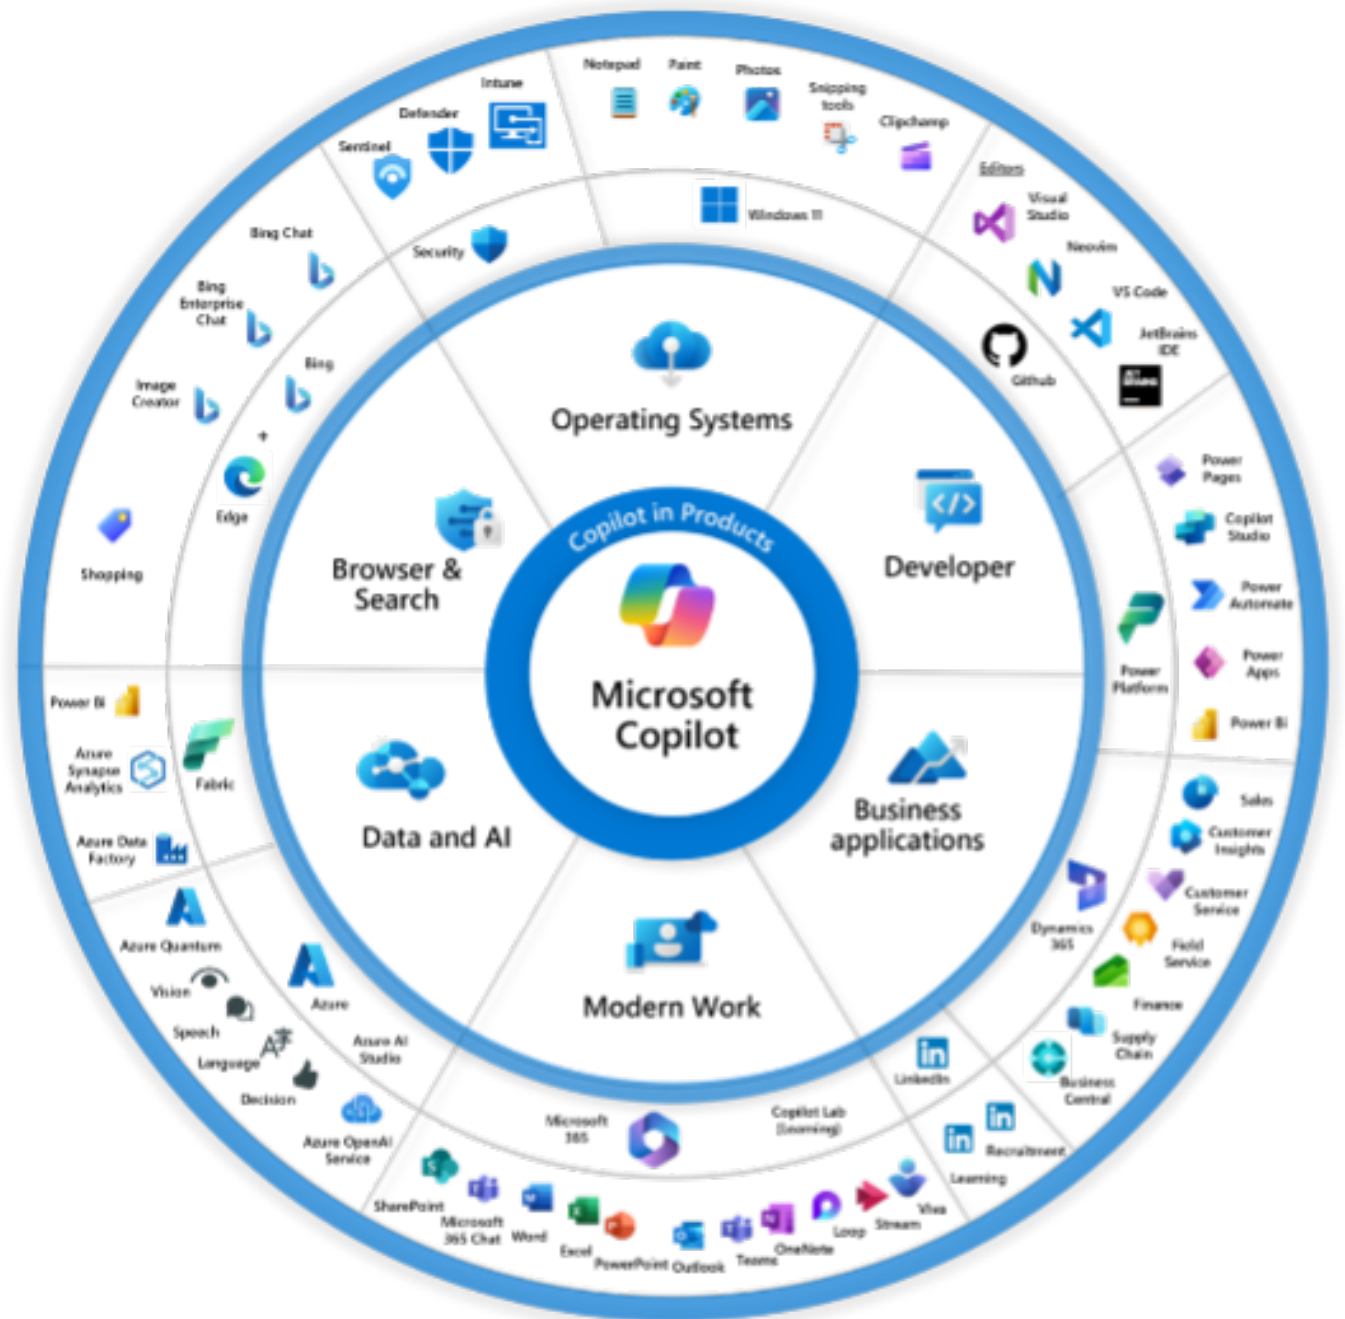 Notepad
Paint
Photos
Snipping
tools
Clipchamp
Intune
Defender
Sentinel
Security
Windows 11
Editors
Visual
Studio
Neovim
VS Code
JetBrains
IDE
Github
Bing Chat
Bing
Enterprise
Chat
Image
Creator
Bing
+
Edge
Shopping
Operating Systems
Developer
Browser &
Search
Copilot in Products
Microsoft
Copilot
Data and AI
Business
applications
Modern Work
Power
Pages
Copilot
Studio
Power
Automate
Power
Apps
Power BI
Power
Platform
Power BI
Azure
Synapse
Analytics
Azure Data
Factory
Fabric
Sales
Customer
Insights
Customer
Service
Field
Service
Finance
Supply
Chain
Business
Central
Dynamics
365
Azure Quantum
Vision
Speech
Language
Decision
Azure OpenAI
Service
Azure
Azure AI
Studio
LinkedIn
Recruitment
Learning
Microsoft
365
Copilot Lab
(Learning)
SharePoint
Microsoft
365 Chat
Word
Excel
PowerPoint
Outlook
Teams
OneNote
Loop
Stream
Viva